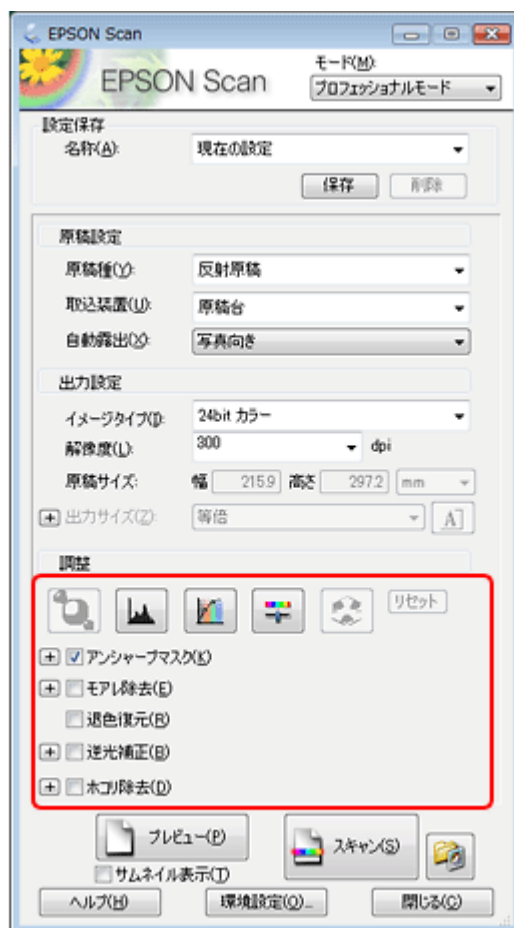 EPSON Scan
EPSON Scan
モード(M):
プロフェッショナルモード
設定保存
名称(A):
現在の設定
保存
削除
原稿設定
原稿種(Y):
反射原稿
取込装置(U):
原稿台
自動露出(X):
写真向き
出力設定
イメージタイプ(I):
24bit カラー
解像度(L):
300
dpi
原稿サイズ:
幅 215.9 高さ 297.2 mm
出力サイズ(Z):
等倍
A
調整
リセット
アンシャープマスク(K)
モアレ除去(E)
退色復元(R)
逆光補正(B)
ホコリ除去(D)
プレビュー(P)
スキャン(S)
サムネイル表示(T)
ヘルプ(H)
環境設定(O)...
閉じる(C)